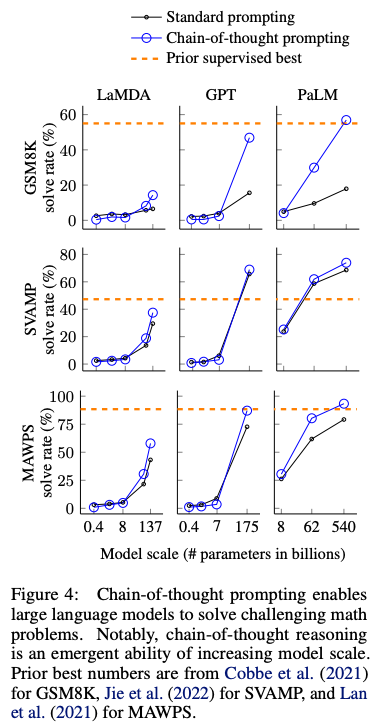 Standard prompting
Chain-of-thought prompting
Prior supervised best
LaMDA GPT PaLM
GSM8K
solve rate (%)
60
40
20
0
SVAMP
solve rate (%)
80
60
40
20
0
MAWPS
solve rate (%)
100
75
50
25
0
0.4 8 137 0.4 7 175 8 62 540
Model scale (# parameters in billions)
Figure 4: Chain-of-thought prompting enables
large language models to solve challenging math
problems. Notably, chain-of-thought reasoning
is an emergent ability of increasing model scale.
Prior best numbers are from Cobbe et al. (2021)
for GSM8K, Jie et al. (2022) for SVAMP, and Lan
et al. (2021) for MAWPS.